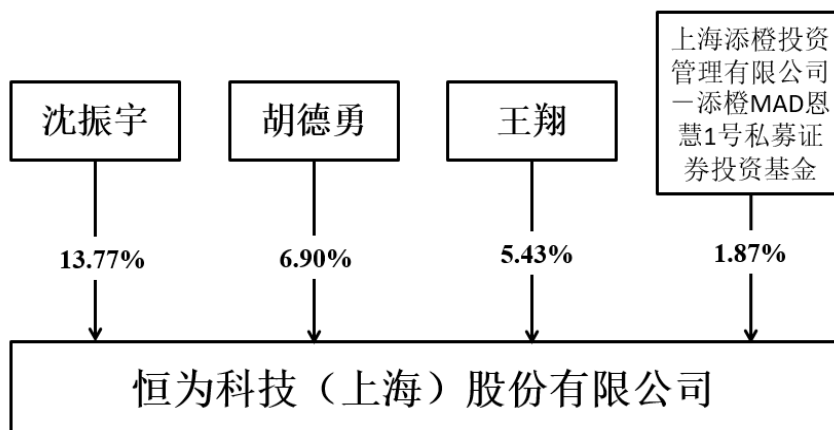 沈振宇
胡德勇
王翔
上海添橙投资
管理有限公司
－添橙MAD恩
慧1号私募证
券投资基金
13.77%
6.90%
5.43%
1.87%
恒为科技（上海）股份有限公司